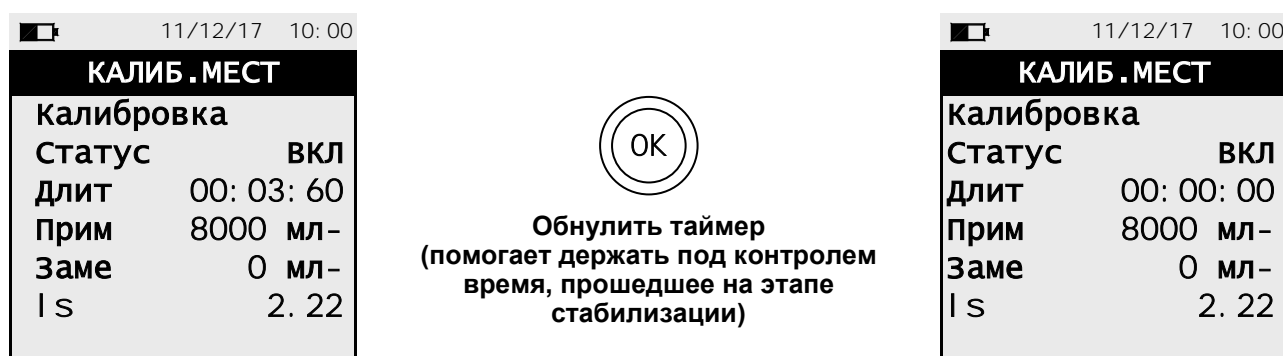 11/12/17 10:00
КАЛИБ.МЕСТ
Калибровка
Статус ВКЛ
Длит 00:03:60
Прим 8000 мл-
Заме 0 мл-
Is 2.22
OK
Обнулить таймер
(помогает держать под контролем
время, прошедшее на этапе
стабилизации)
11/12/17 10:00
КАЛИБ.МЕСТ
Калибровка
Статус ВКЛ
Длит 00:00:00
Прим 8000 мл-
Заме 0 мл-
Is 2.22